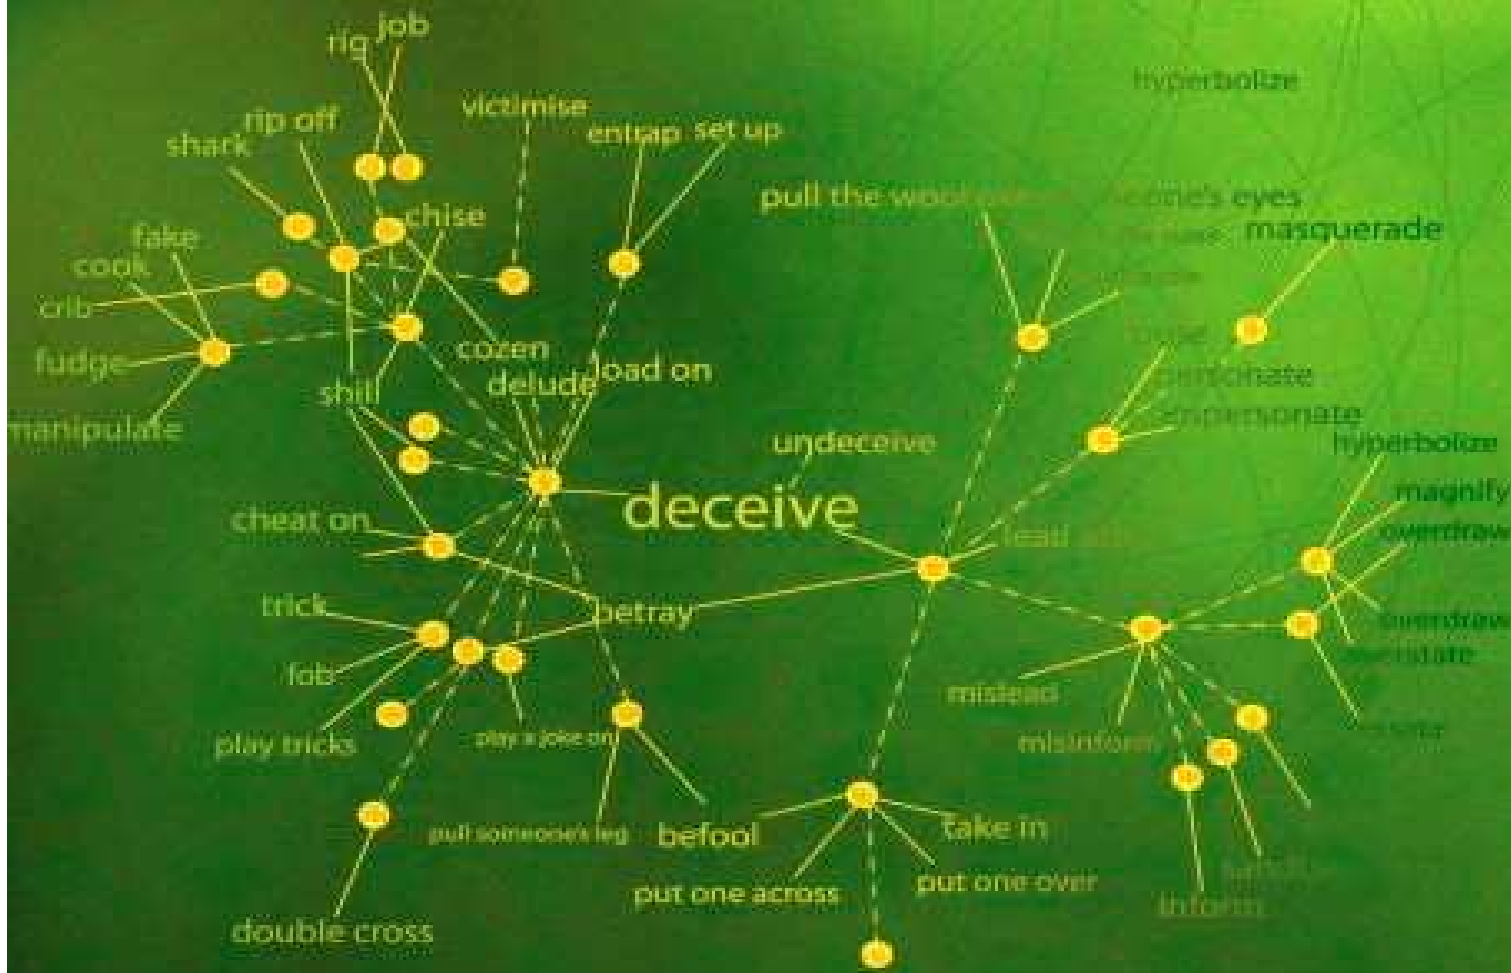 job
rig
hyperbolize
victimise
rip off
entrap
set up
shark
pull the wool
eyes
chise
masquerade
fake
cook
crib
cozen
fudge
delude
load on
shill
manipulate
undeceive
hyperbolize
magnify
deceive
cheat on
overdraw
lead
trick
betray
overdraw
overstate
fob
mislead
play a joke on
play tricks
misinform
pull someone's leg
befool
take in
put one across
put one over
inform
double cross